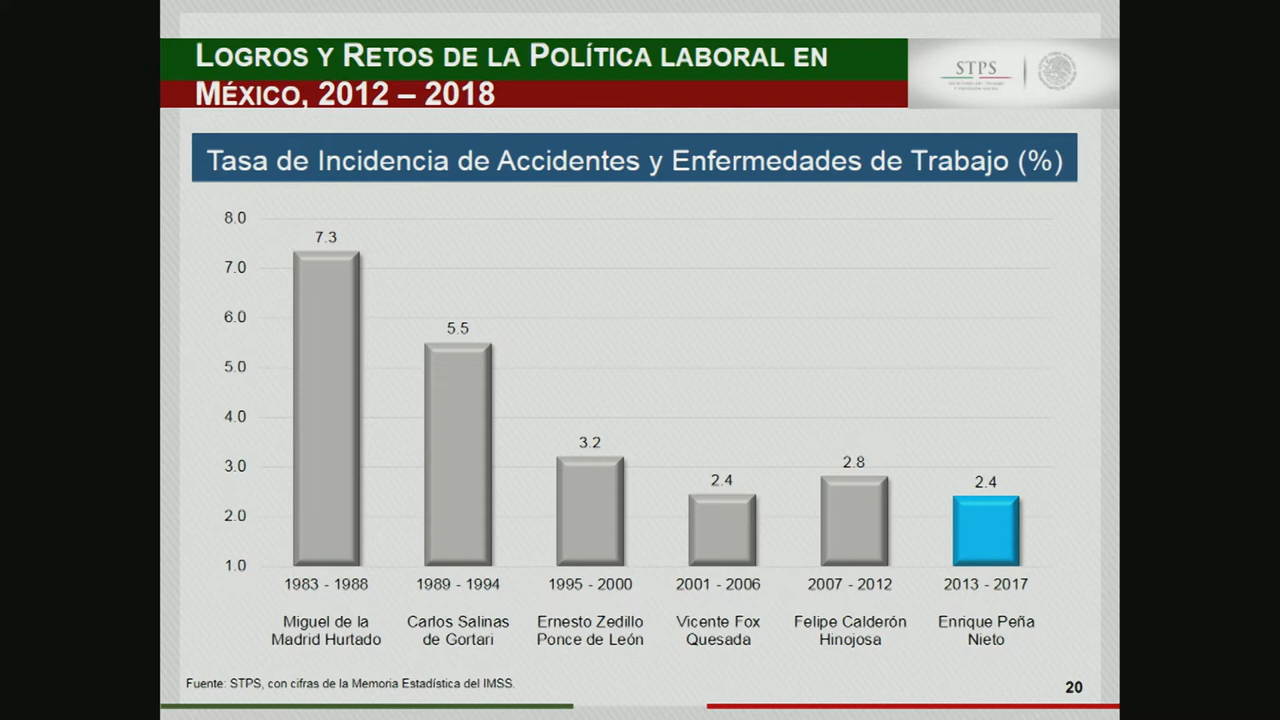 LOGROS Y RETOS DE LA POLÍTICA LABORAL EN
MÉXICO, 2012 – 2018
STPS
Tasa de Incidencia de Accidentes y Enfermedades de Trabajo (%)
8.0
7.0
6.0
5.0
4.0
3.0
2.0
1.0
7.3
5.5
3.2
2.4
2.8
2.4
1983 - 1988
1989 - 1994
1995 - 2000
2001 - 2006
2007 - 2012
2013 - 2017
Miguel de la
Madrid Hurtado
Carlos Salinas
de Gortari
Ernesto Zedillo
Ponce de León
Vicente Fox
Quesada
Felipe Calderón
Hinojosa
Enrique Peña
Nieto
Fuente: STPS, con cifras de la Memoria Estadística del IMSS.
20